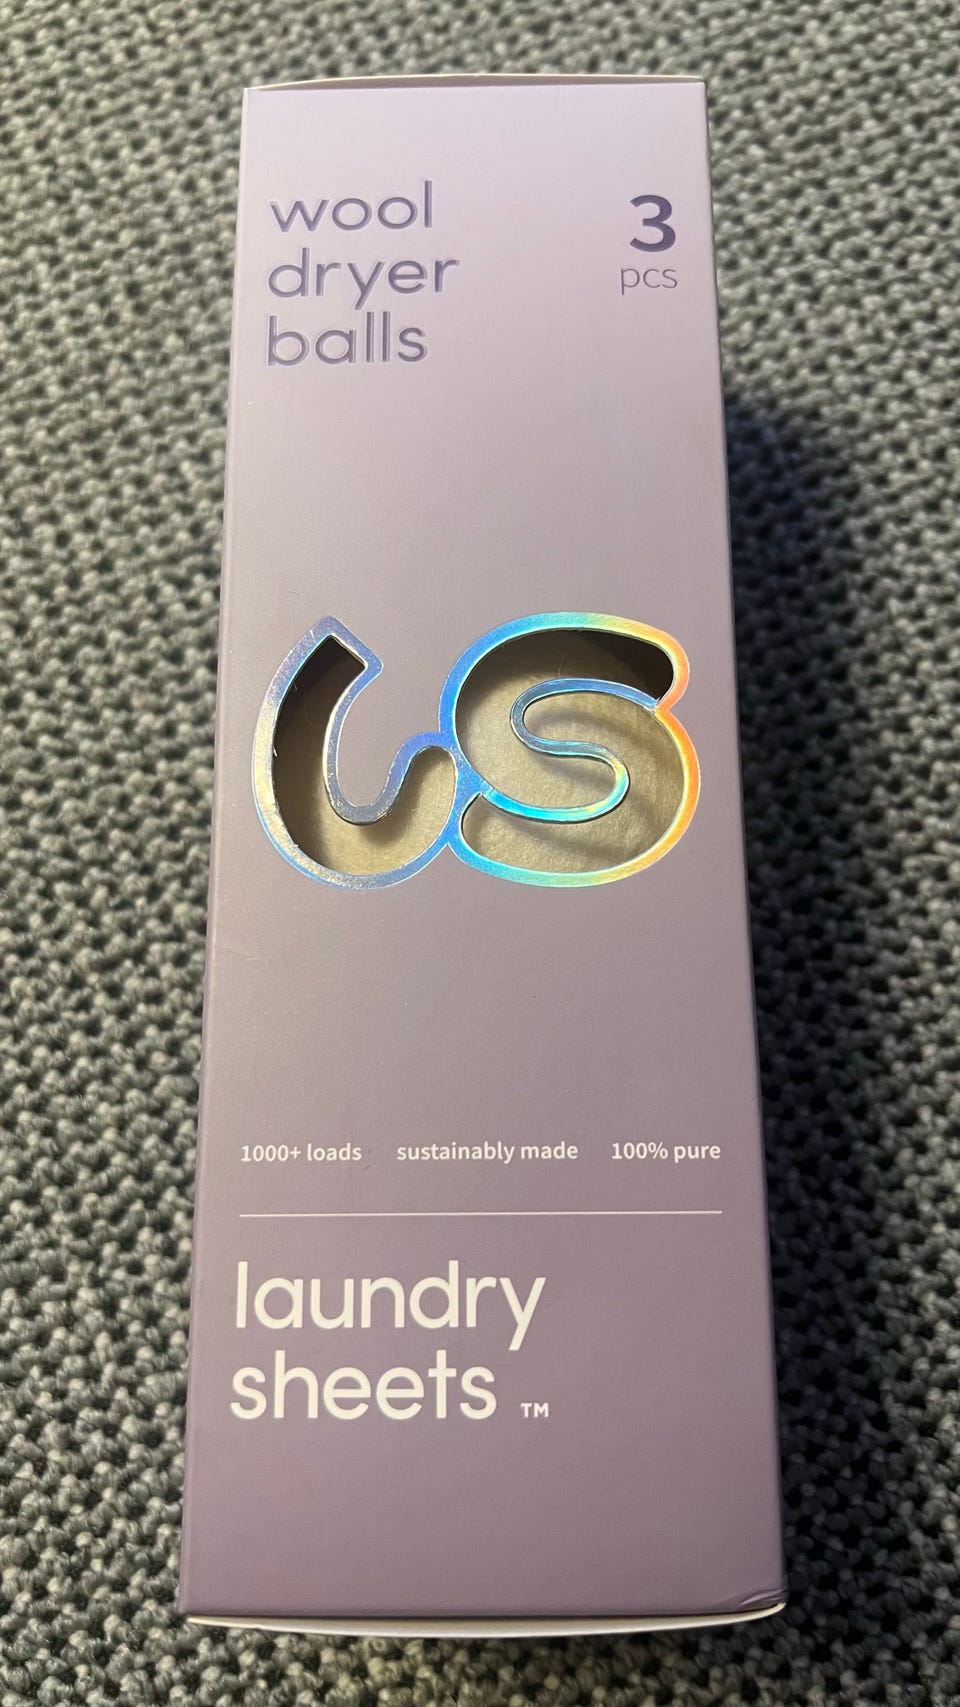 wool
dryer
balls
3
pcs
LS
1000+ loads sustainably made 100% pure
laundry
sheets ™